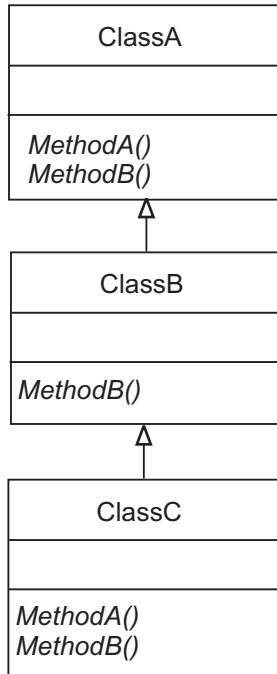 ClassA
MethodA()
MethodB()
ClassB
MethodB()
ClassC
MethodA()
MethodB()